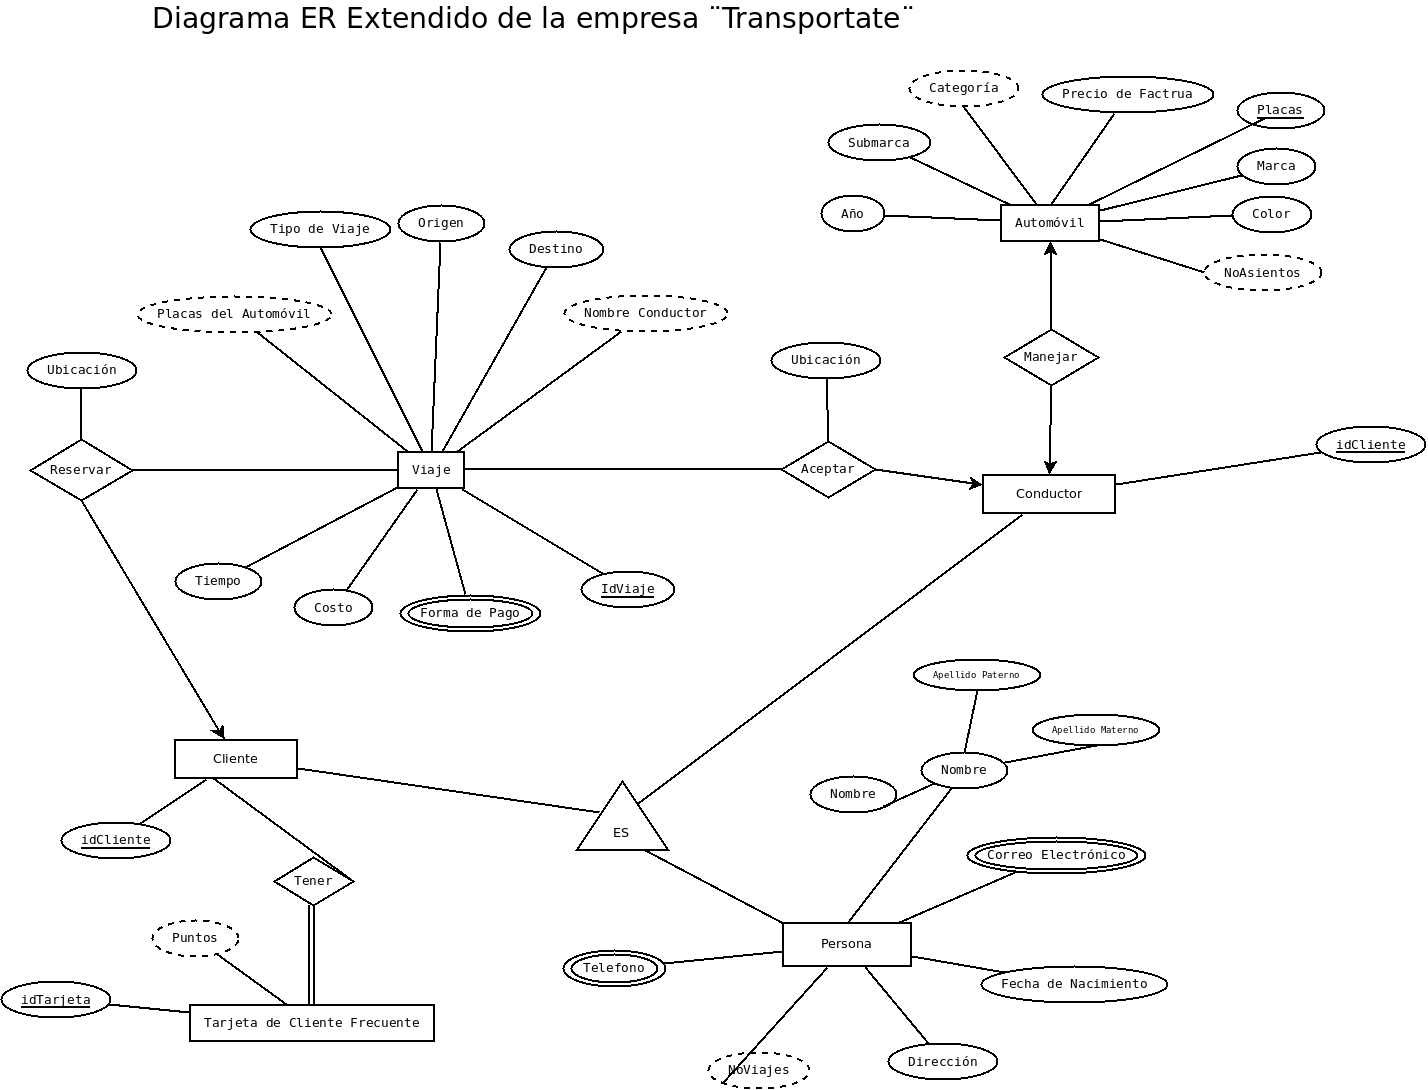 Diagrama ER Extendido de la empresa ¨Transportate¨
Categoría
Precio de Factrua
Placas
Submarca
Marca
Año
Color
Automóvil
NoAsientos
Tipo de Viaje
Origen
Destino
Placas del Automóvil
Nombre Conductor
Ubicación
Ubicación
Manejar
idCliente
Reservar
Viaje
Aceptar
Conductor
Tiempo
Costo
Forma de Pago
IdViaje
Apellido Paterno
Apellido Materno
Cliente
Nombre
Nombre
ES
idCliente
Correo Electrónico
Tener
Puntos
Persona
Telefono
Fecha de Nacimiento
idTarjeta
Tarjeta de Cliente Frecuente
NoViajes
Dirección